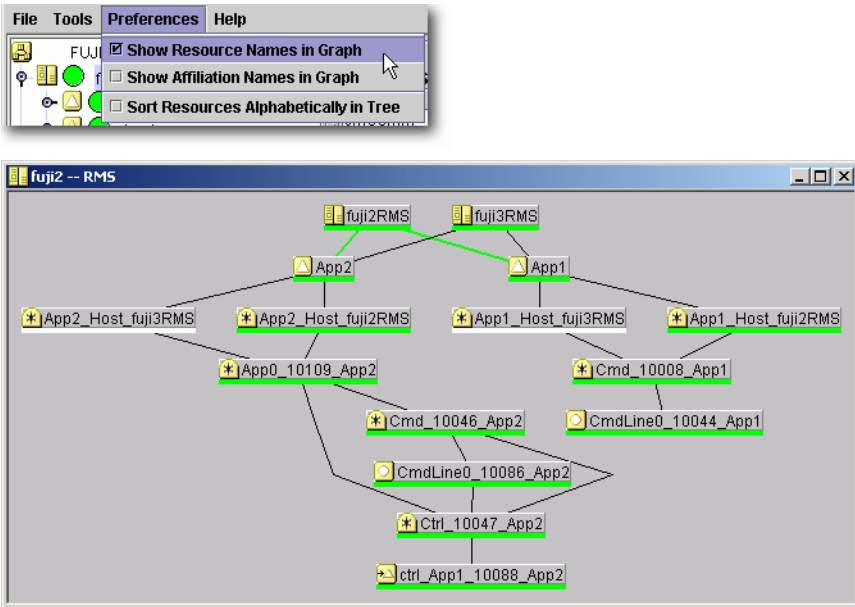 File Tools Preferences Help
FUJI
Show Resource Names in Graph
Show Affiliation Names in Graph
Sort Resources Alphabetically in Tree
fuji2 -- RMS
fuji2RMS fuji3RMS
App2 App1
App2_Host_fuji3RMS App2_Host_fuji2RMS App1_Host_fuji3RMS App1_Host_fuji2RMS
App0_10109_App2 Cmd_10008_App1
Cmd_10046_App2 CmdLine0_10044_App1
CmdLine0_10086_App2
Ctrl_10047_App2
ctrl_App1_10088_App2